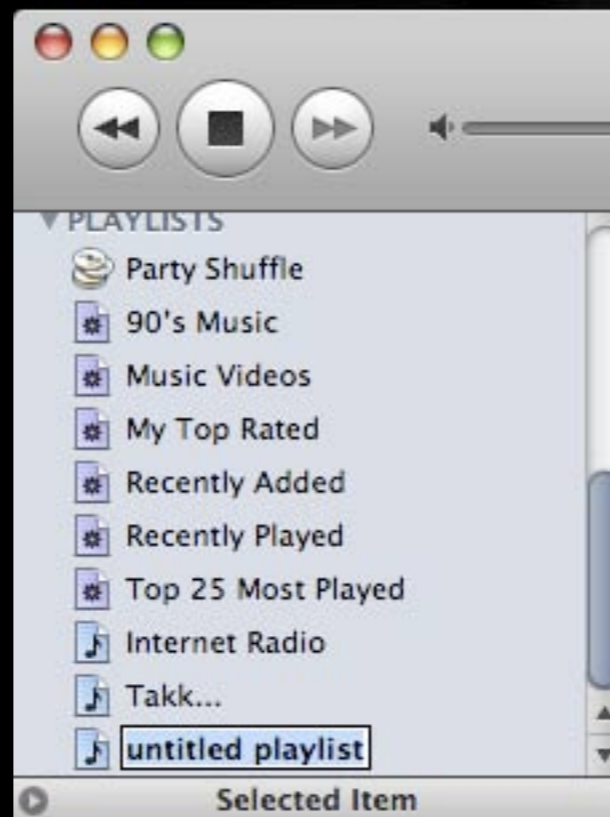 PLAYLISTS
Party Shuffle
90's Music
Music Videos
My Top Rated
Recently Added
Recently Played
Top 25 Most Played
Internet Radio
Takk...
untitled playlist
Selected Item